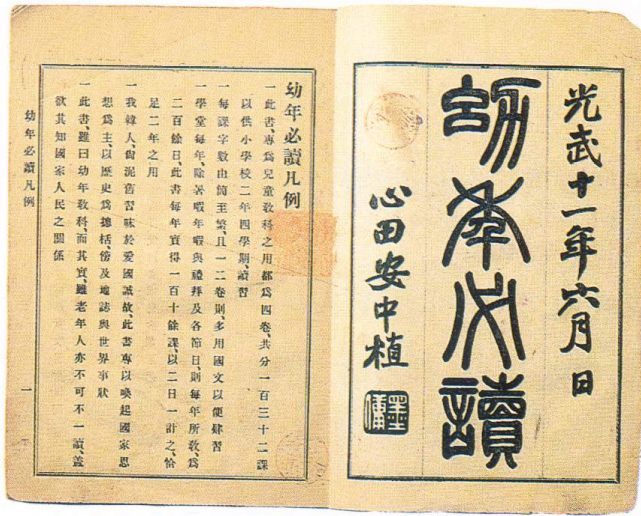 光武十一年六月日
幼年必讀
心田安中植
幼年必讀凡例
一此書、專爲兒童敎科之用都爲四卷、共分一百三十二課
以供小學校二年四學期、讀習
一每課字數由簡至繁、且一二卷則、多用國文以便肄習
一學堂每年、除暑暇年暇與禮拜及各節日、則每年所敎、爲
二百餘日、此書每年實得一百十餘課、以二日一計之、恰
足二年之用
一我韓人、尙泥舊習昧於愛國誠故、此書專以喚起國家思
想爲主、以歷史爲摠括、傍及地誌與世界事狀
一此書、雖曰幼年敎科、而其實、雖老年人亦不可不一讀、蓋
欲其知國家人民之關係
幼年必讀凡例
一